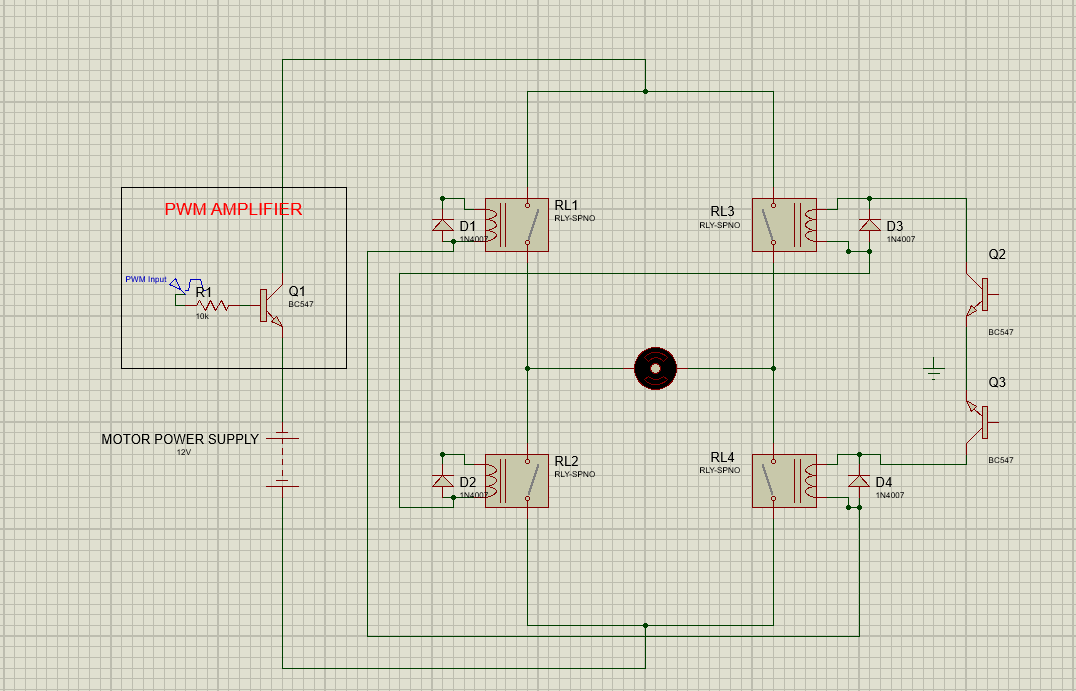 PWM AMPLIFIER
PWM Input
R1
10k
Q1
BC547
MOTOR POWER SUPPLY
12V
D1
1N4007
RL1
RLY-SPNO
RL3
RLY-SPNO
D3
1N4007
Q2
BC547
Q3
BC547
D2
1N4007
RL2
RLY-SPNO
RL4
RLY-SPNO
D4
1N4007